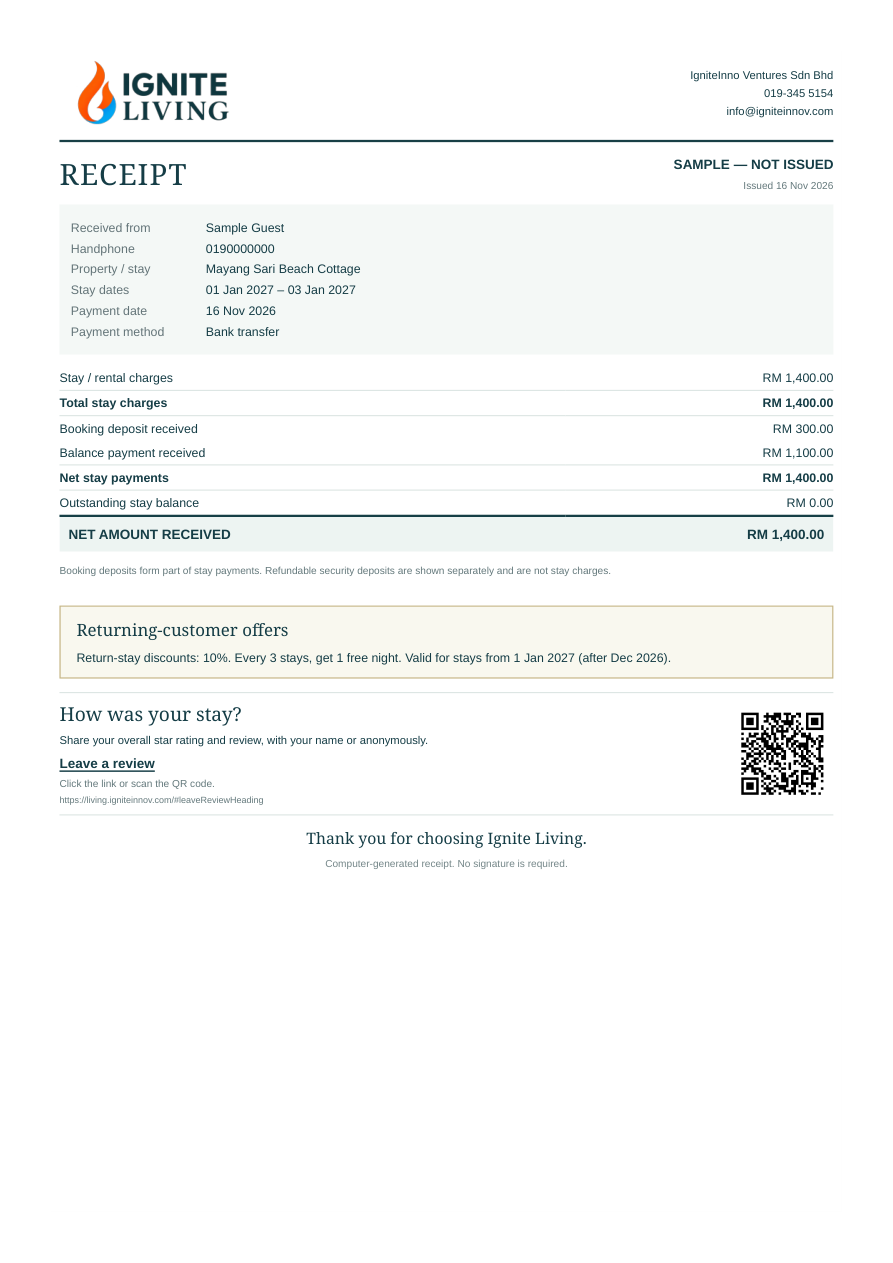 IGNITE
LIVING
IgniteInno Ventures Sdn Bhd
019-345 5154
info@igniteinnov.com
RECEIPT
SAMPLE — NOT ISSUED
Issued 16 Nov 2026
Received from Sample Guest
Handphone 0190000000
Property / stay Mayang Sari Beach Cottage
Stay dates 01 Jan 2027 – 03 Jan 2027
Payment date 16 Nov 2026
Payment method Bank transfer
Stay / rental charges RM 1,400.00
Total stay charges RM 1,400.00
Booking deposit received RM 300.00
Balance payment received RM 1,100.00
Net stay payments RM 1,400.00
Outstanding stay balance RM 0.00
NET AMOUNT RECEIVED RM 1,400.00
Booking deposits form part of stay payments. Refundable security deposits are shown separately and are not stay charges.
Returning-customer offers
Return-stay discounts: 10%. Every 3 stays, get 1 free night. Valid for stays from 1 Jan 2027 (after Dec 2026).
How was your stay?
Share your overall star rating and review, with your name or anonymously.
Leave a review
Click the link or scan the QR code.
https://living.igniteinnov.com/#leaveReviewHeading
Thank you for choosing Ignite Living.
Computer-generated receipt. No signature is required.